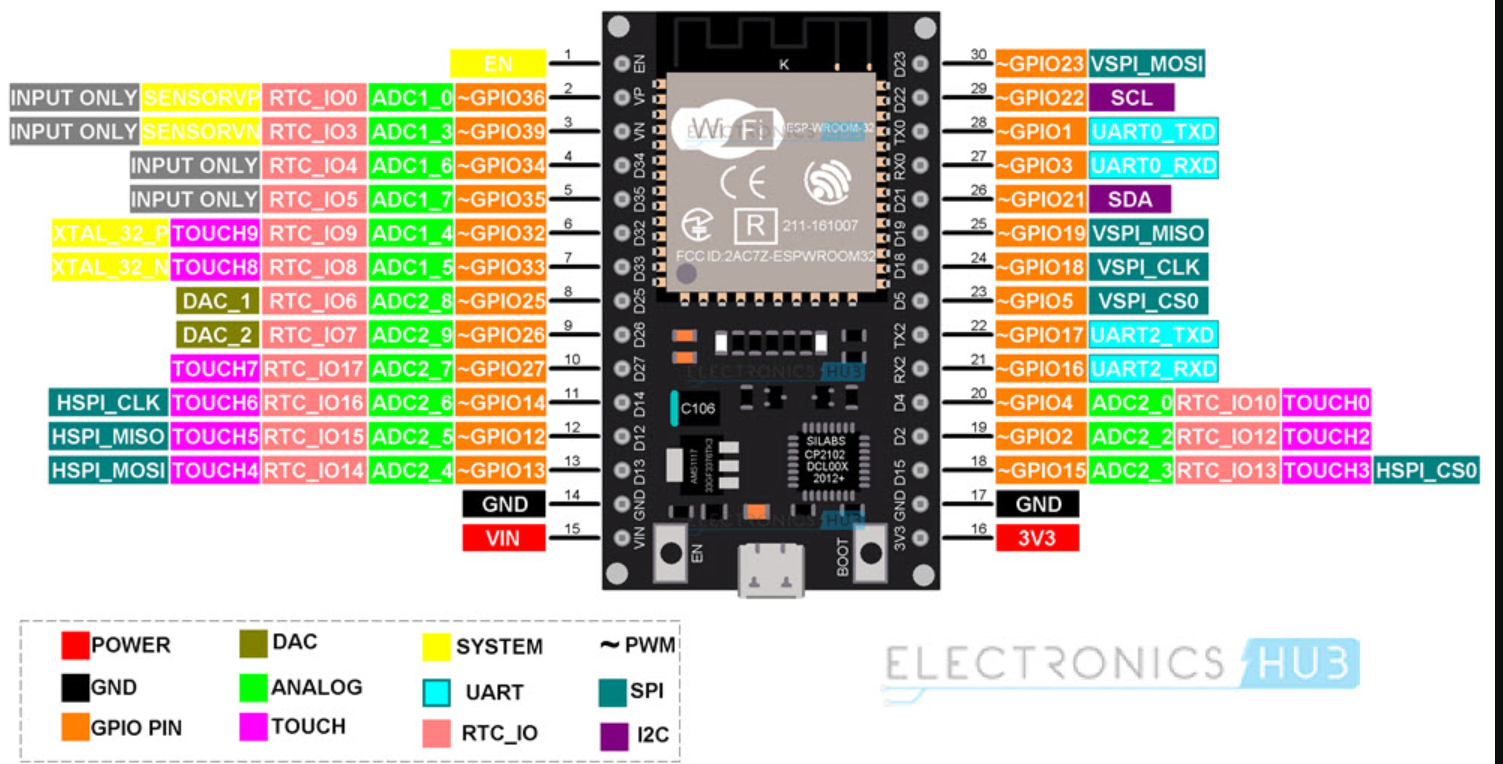 EN 1
INPUT ONLY SENSORVP RTC_IO0 ADC1_0 ~GPIO36 2
INPUT ONLY SENSORVN RTC_IO3 ADC1_3 ~GPIO39 3
INPUT ONLY RTC_IO4 ADC1_6 ~GPIO34 4
INPUT ONLY RTC_IO5 ADC1_7 ~GPIO35 5
XTAL_32_P TOUCH9 RTC_IO9 ADC1_4 ~GPIO32 6
XTAL_32_N TOUCH8 RTC_IO8 ADC1_5 ~GPIO33 7
DAC_1 RTC_IO6 ADC2_8 ~GPIO25 8
DAC_2 RTC_IO7 ADC2_9 ~GPIO26 9
TOUCH7 RTC_IO17 ADC2_7 ~GPIO27 10
HSPI_CLK TOUCH6 RTC_IO16 ADC2_6 ~GPIO14 11
HSPI_MISO TOUCH5 RTC_IO15 ADC2_5 ~GPIO12 12
HSPI_MOSI TOUCH4 RTC_IO14 ADC2_4 ~GPIO13 13
GND 14
VIN 15
EN
VP
VN
D34
D35
D32
D33
D25
D26
D27
D14
D12
D13
GND
VIN
K
Wi Fi
ESP-WROOM-32
CE
R
211-161007
FCC ID:2AC7Z-ESPWROOM32
ELECTRONICS HUB
C106
AMS1117
33GF3376TK3
SILABS
CP2102
DCL00X
2012+
ELECTRONICS HUB
EN
BOOT
D23
D22
TX0
RX0
D21
D19
D18
D5
TX2
RX2
D4
D2
D15
GND
3V3
30 ~GPIO23 VSPI_MOSI
29 ~GPIO22 SCL
28 ~GPIO1 UART0_TXD
27 ~GPIO3 UART0_RXD
26 ~GPIO21 SDA
25 ~GPIO19 VSPI_MISO
24 ~GPIO18 VSPI_CLK
23 ~GPIO5 VSPI_CS0
22 ~GPIO17 UART2_TXD
21 ~GPIO16 UART2_RXD
20 ~GPIO4 ADC2_0 RTC_IO10 TOUCH0
19 ~GPIO2 ADC2_2 RTC_IO12 TOUCH2
18 ~GPIO15 ADC2_3 RTC_IO13 TOUCH3 HSPI_CS0
17 GND
16 3V3
POWER DAC SYSTEM ~ PWM
GND ANALOG UART SPI
GPIO PIN TOUCH RTC_IO I2C
ELECTRONICS HUB